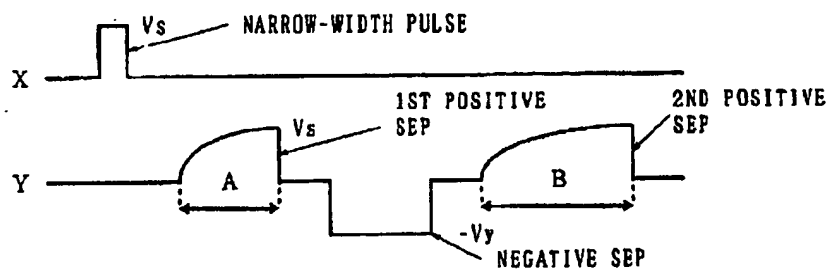 Vs NARROW-WIDTH PULSE
X
1ST POSITIVE
SEP
2ND POSITIVE
SEP
Vs
Y
A
B
-Vy
NEGATIVE SEP